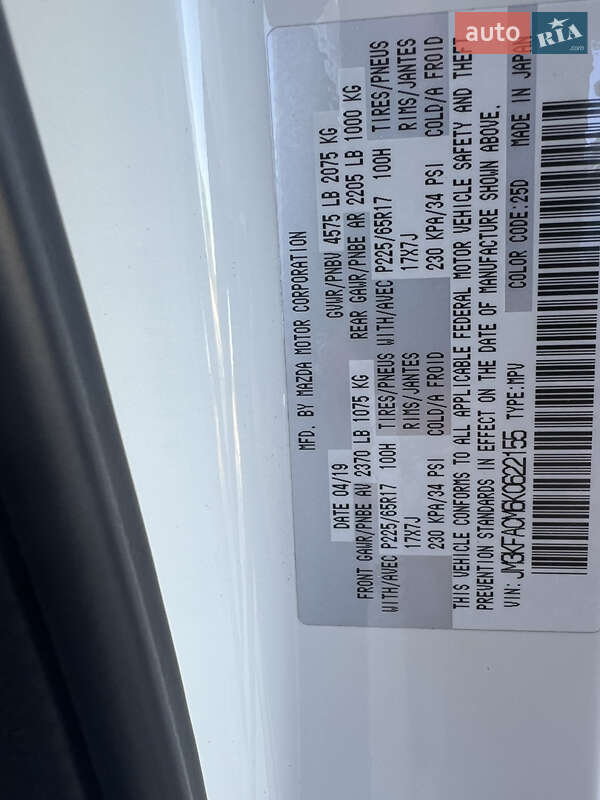 auto RIA.com
MFD. BY MAZDA MOTOR CORPORATION
DATE 04/19 GVWR/PNBV 4575 LB 2075 KG
FRONT GAWR/PNBE AV 2370 LB 1075 KG REAR GAWR/PNBE AR 2205 LB 1000 KG
WITH/AVEC P225/65R17 100H TIRES/PNEUS WITH/AVEC P225/65R17 100H TIRES/PNEUS
17X7J RIMS/JANTES 17X7J RIMS/JANTES
230 KPA/34 PSI COLD/A FROID 230 KPA/34 PSI COLD/A FROID
THIS VEHICLE CONFORMS TO ALL APPLICABLE FEDERAL MOTOR VEHICLE SAFETY AND THEFT
PREVENTION STANDARDS IN EFFECT ON THE DATE OF MANUFACTURE SHOWN ABOVE.
VIN: JM3KFACM6K0622155 TYPE: MPV COLOR CODE: 25D MADE IN JAPAN